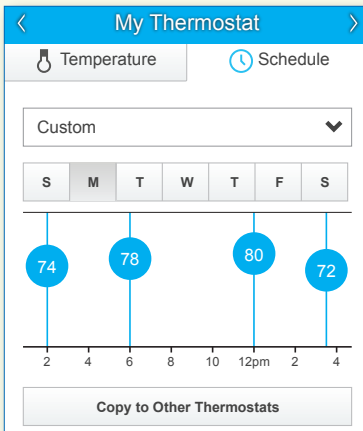 My Thermostat
Temperature Schedule
Custom
S M T W T F S
74 78 80 72
2 4 6 8 10 12pm 2 4
Copy to Other Thermostats